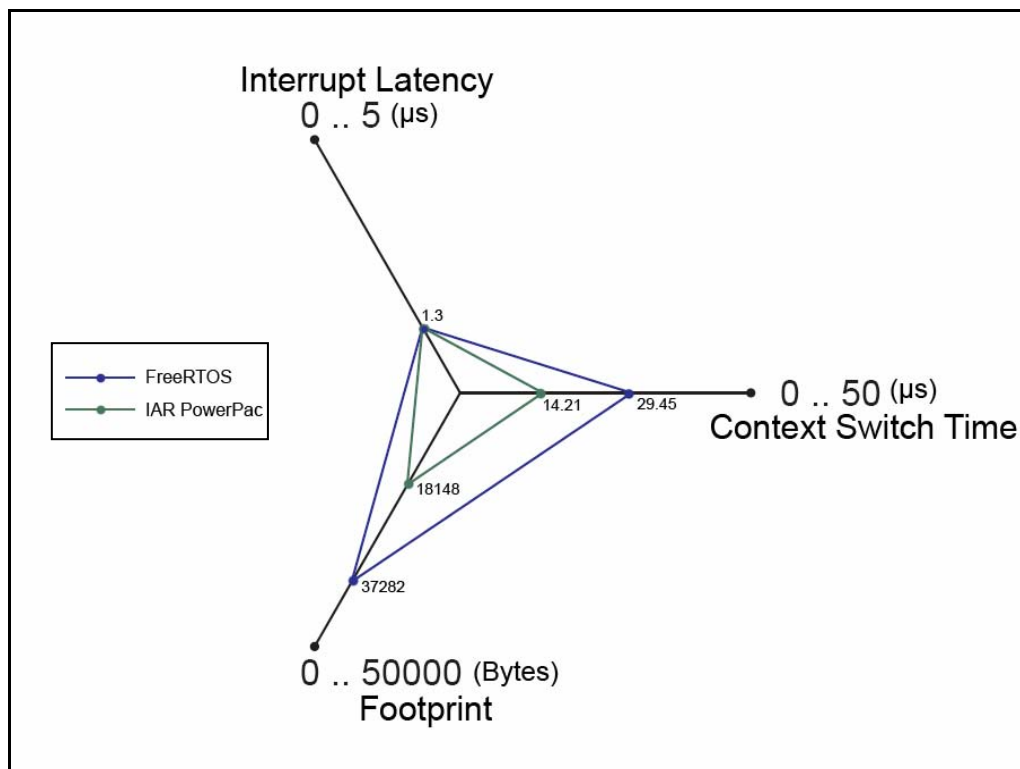 Interrupt Latency
0 .. 5 (µs)
1.3
FreeRTOS
IAR PowerPac
14.21
29.45
0 .. 50 (µs)
Context Switch Time
18148
37282
0 .. 50000 (Bytes)
Footprint